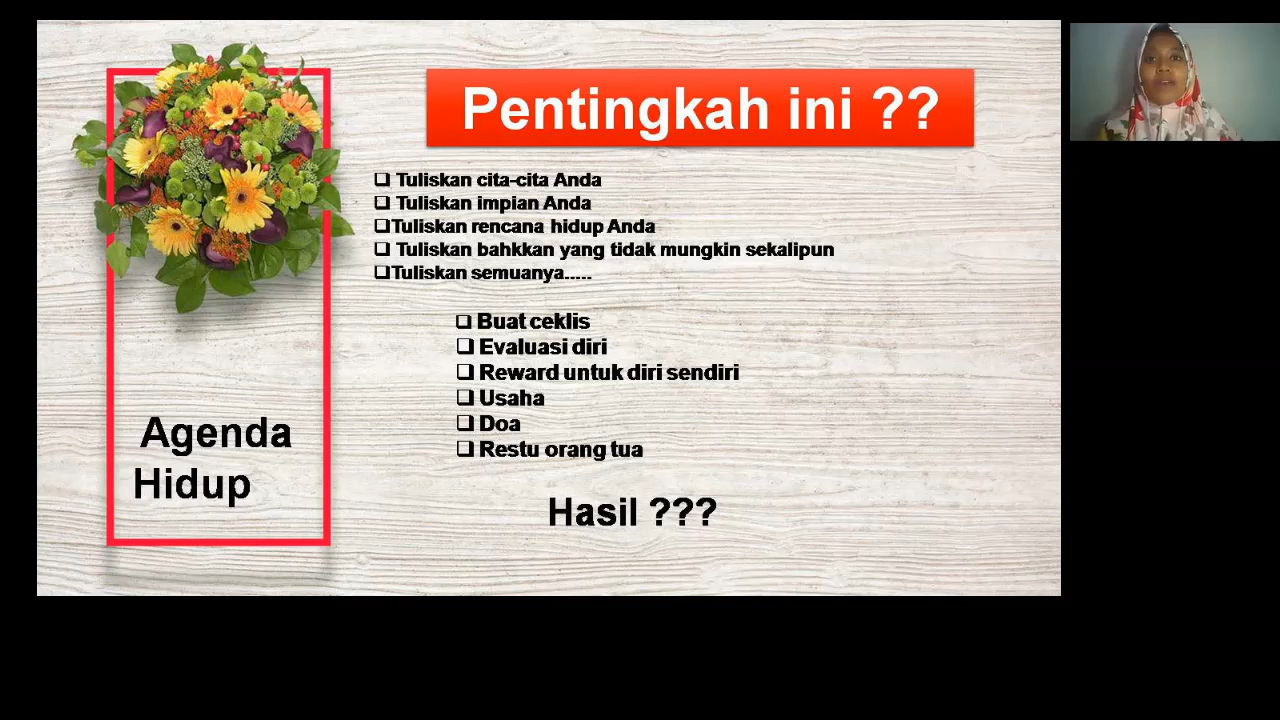 Pentingkah ini ??
❑ Tuliskan cita-cita Anda
❑ Tuliskan impian Anda
❑Tuliskan rencana hidup Anda
❑ Tuliskan bahkkan yang tidak mungkin sekalipun
❑Tuliskan semuanya.....
❑ Buat ceklis
❑ Evaluasi diri
❑ Reward untuk diri sendiri
❑ Usaha
❑ Doa
❑ Restu orang tua
Hasil ???
Agenda
Hidup